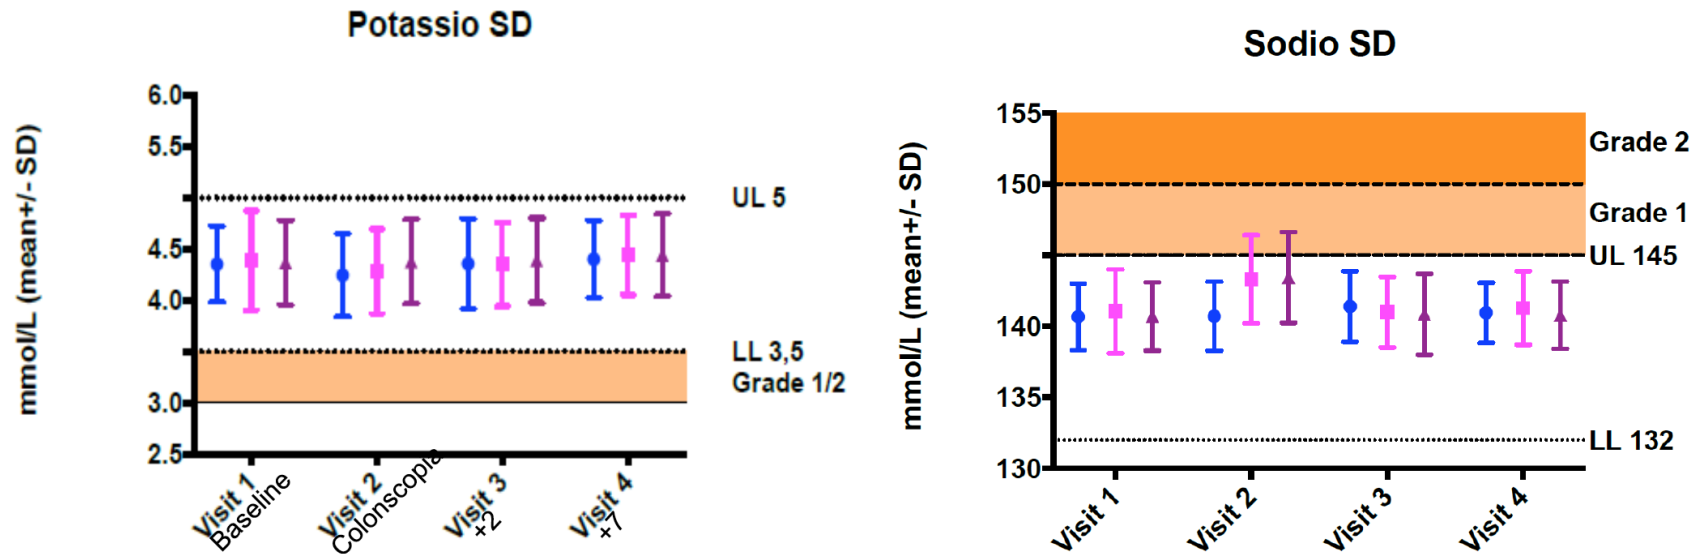 Potassio SD
mmol/L (mean+/- SD)
6.0
5.5
4.5
4.0
3.0
2.5
UL 5
LL 3,5
Grade 1/2
Visit 1
Baseline
Visit 2
Colonscopia
Visit 3
+2
Visit 4
+7
Sodio SD
mmol/L (mean+/- SD)
155
150
140
135
130
Grade 2
Grade 1
UL 145
LL 132
Visit 1
Visit 2
Visit 3
Visit 4